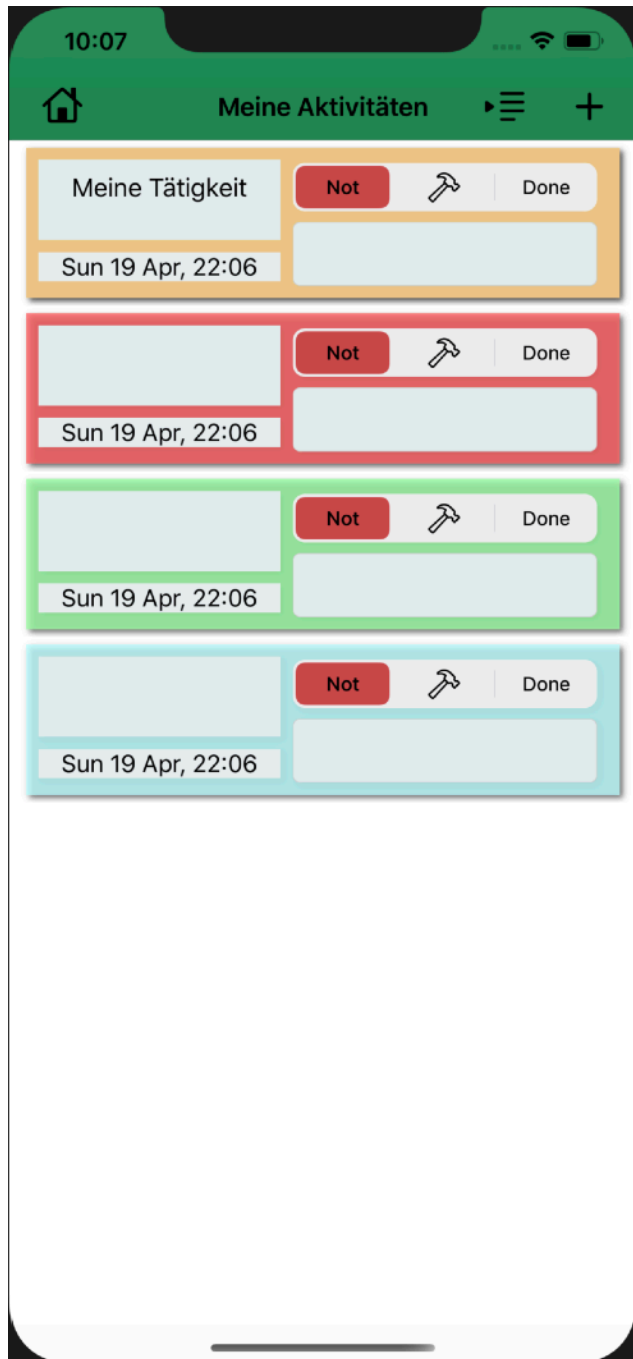 10:07
Meine Aktivitäten
Meine Tätigkeit
Not
Done
Sun 19 Apr, 22:06
Not
Done
Sun 19 Apr, 22:06
Not
Done
Sun 19 Apr, 22:06
Not
Done
Sun 19 Apr, 22:06